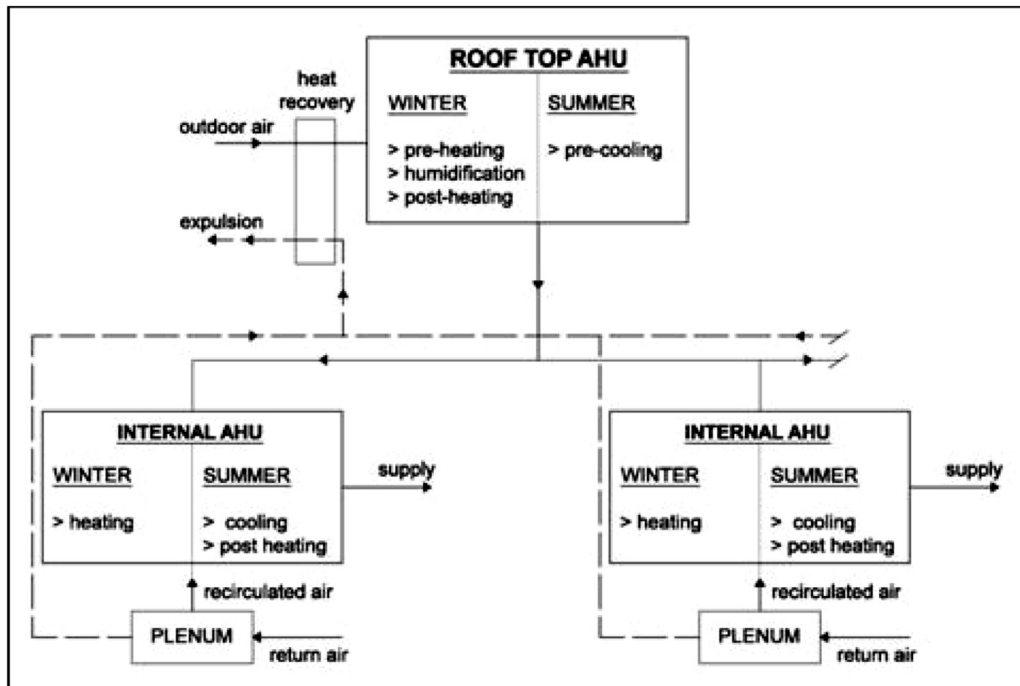 ROOF TOP AHU
heat
recovery
WINTER
SUMMER
outdoor air
> pre-heating
> humidification
> post-heating
> pre-cooling
expulsion
INTERNAL AHU
WINTER
SUMMER
> heating
> cooling
> post heating
supply
recirculated air
PLENUM
return air
INTERNAL AHU
WINTER
SUMMER
> heating
> cooling
> post heating
supply
recirculated air
PLENUM
return air